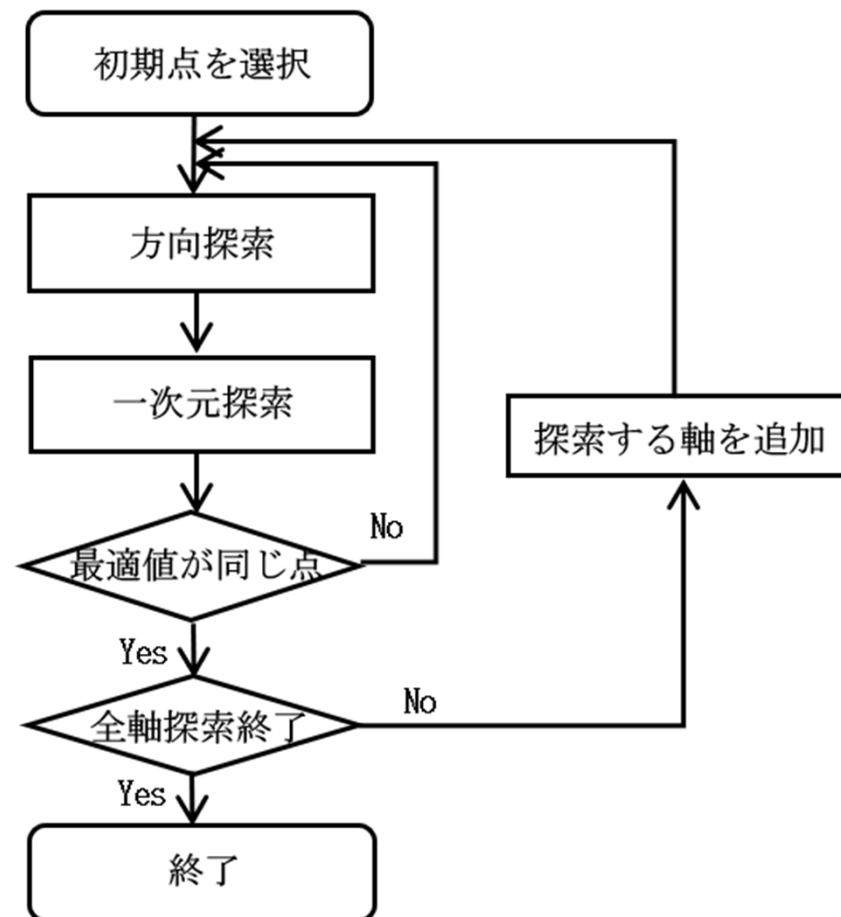 初期点を選択
方向探索
一次元探索
探索する軸を追加
No
最適値が同じ点
Yes
No
全軸探索終了
Yes
終了